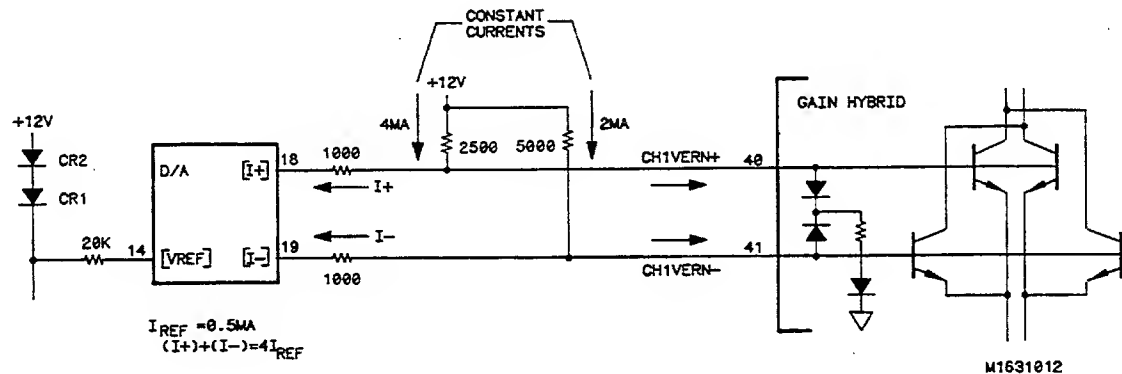 CONSTANT
CURRENTS
+12V
GAIN HYBRID
+12V
4MA
2MA
CR2
18
1000
2500
5000
CH1VERN+
40
D/A
[I+]
I+
CR1
I-
20K
14
[VREF]
[I-]
19
41
1000
CH1VERN-
IREF =0.5MA
(I+)+(I-)=4IREF
M1631012